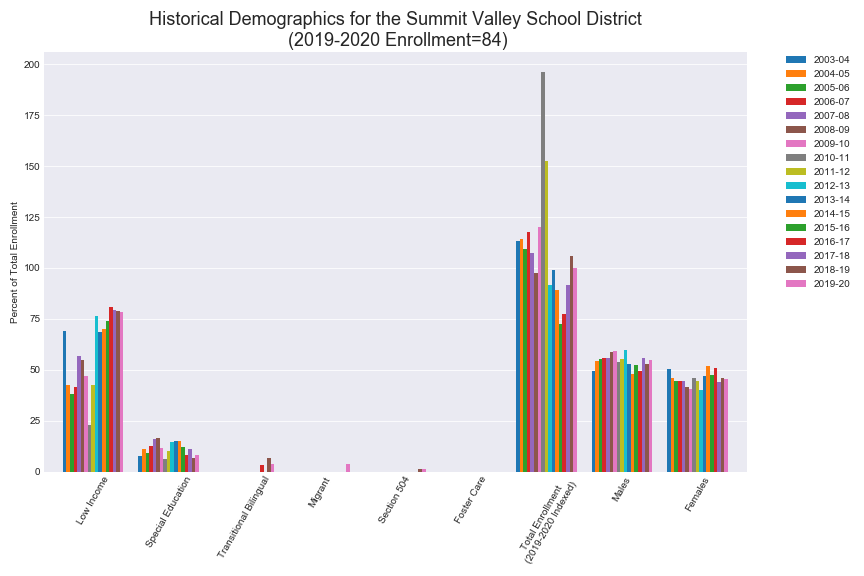 Historical Demographics for the Summit Valley School District
(2019-2020 Enrollment=84)
Percent of Total Enrollment
200
175
150
125
100
75
50
25
0
Low Income
Special Education
Transitional Bilingual
Migrant
Section 504
Foster Care
Total Enrollment
(2019-2020 Indexed)
Males
Females
2003-04
2004-05
2005-06
2006-07
2007-08
2008-09
2009-10
2010-11
2011-12
2012-13
2013-14
2014-15
2015-16
2016-17
2017-18
2018-19
2019-20